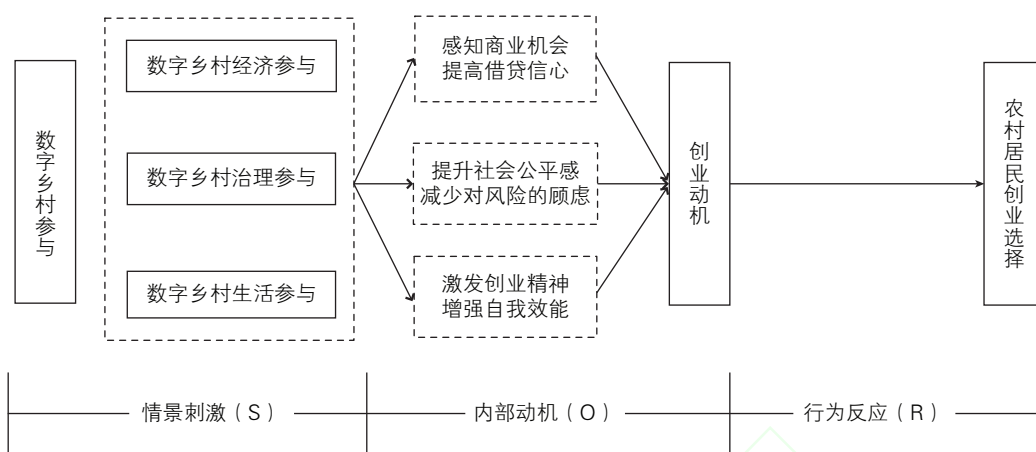 数字乡村参与
数字乡村经济参与
数字乡村治理参与
数字乡村生活参与
感知商业机会
提高借贷信心
提升社会公平感
减少对风险的顾虑
激发创业精神
增强自我效能
创业动机
农村居民创业选择
情景刺激（S）
内部动机（O）
行为反应（R）